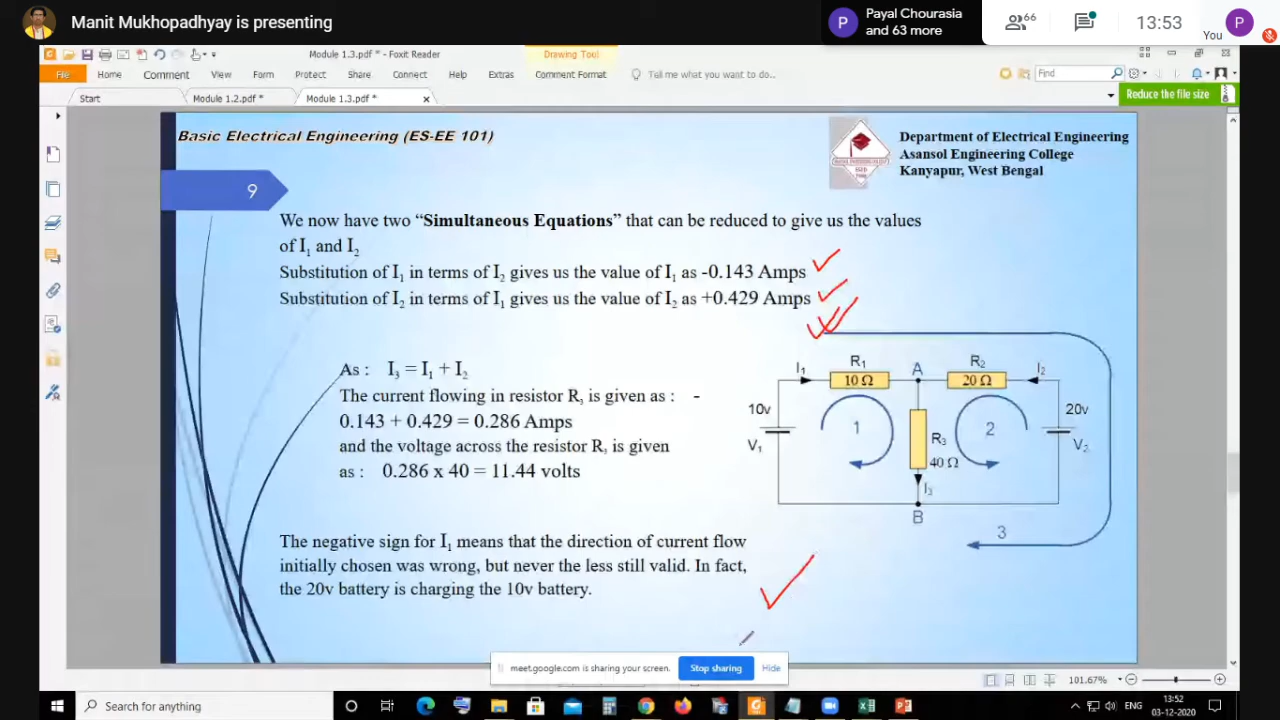 Manit Mukhopadhyay is presenting
P
Payal Chourasia
and 63 more
66
13:53
P
You
Module 1.3.pdf * - Foxit Reader
Drawing Tool
File
Home
Comment
View
Form
Protect
Share
Connect
Help
Extras
Comment Format
Tell me what you want to do..
Find
Start
Module 1.2.pdf *
Module 1.3.pdf *
Reduce the file size
Basic Electrical Engineering (ES-EE 101)
Department of Electrical Engineering
Asansol Engineering College
Kanyapur, West Bengal
9
We now have two “Simultaneous Equations” that can be reduced to give us the values
of I₁ and I₂
Substitution of I₁ in terms of I₂ gives us the value of I₁ as -0.143 Amps
Substitution of I₂ in terms of I₁ gives us the value of I₂ as +0.429 Amps
As : I₃ = I₁ + I₂
The current flowing in resistor R₃ is given as : -
0.143 + 0.429 = 0.286 Amps
and the voltage across the resistor R₃ is given
as : 0.286 x 40 = 11.44 volts
The negative sign for I₁ means that the direction of current flow
initially chosen was wrong, but never the less still valid. In fact,
the 20v battery is charging the 10v battery.
I₁
R₁
10 Ω
A
R₂
20 Ω
I₂
10v
V₁
1
R₃
40 Ω
2
20v
V₂
I₃
B
3
meet.google.com is sharing your screen.
Stop sharing
Hide
101.67%
Search for anything
ENG
13:52
03-12-2020